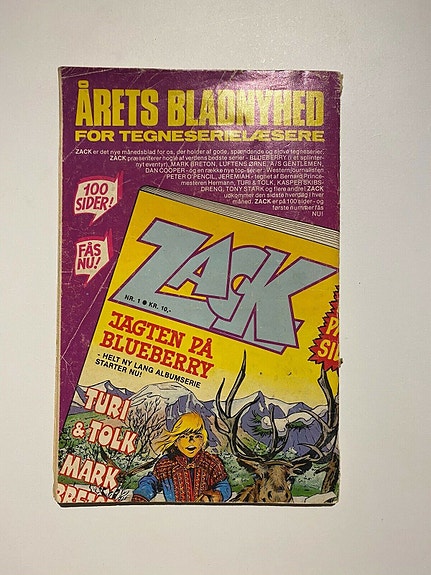 ÅRETS BLADNYHED
FOR TEGNESERIELÆSERE
ZACK er det nye månedsblad for os, der holder af gode, spændende og sidvø tegneserier.
ZACK præsenterer nogle af verdens bedste serier - BLUEBERRY (i et splinter-
nyt eventyr), MARK BRETON, LUFTENS ØRNE, A/S GENTLEMEN,
DAN COOPER - og en række nye top-serier: Westernjournalisten
PETER O'PENCIL, JEREMIAH - tegnet af Bernard Prince-
mesteren Hermann, TURI & TOLK, KASPER SKIBS-
DRENG, TONY STARK og flere andre! ZACK
udkommer den sidste hverdag i hver
måned. ZACK er på 100 sider - og
første nummer fås
NU!
100
SIDER!
FÅS
NU!
ZACK
NR. 1 ● KR. 10,-
JAGTEN PÅ
BLUEBERRY
- HELT NY LANG ALBUMSERIE
STARTER NU!
TURI
& TOLK
MARK